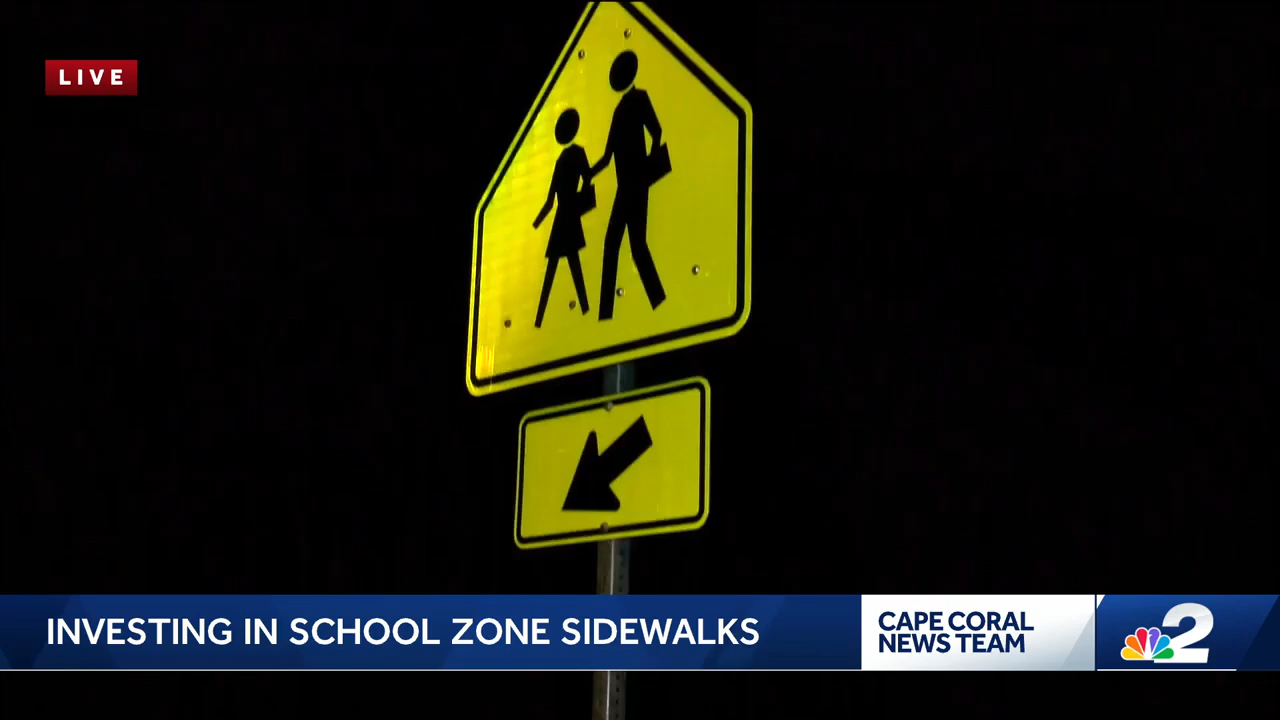 LIVE
INVESTING IN SCHOOL ZONE SIDEWALKS
CAPE CORAL
NEWS TEAM
2